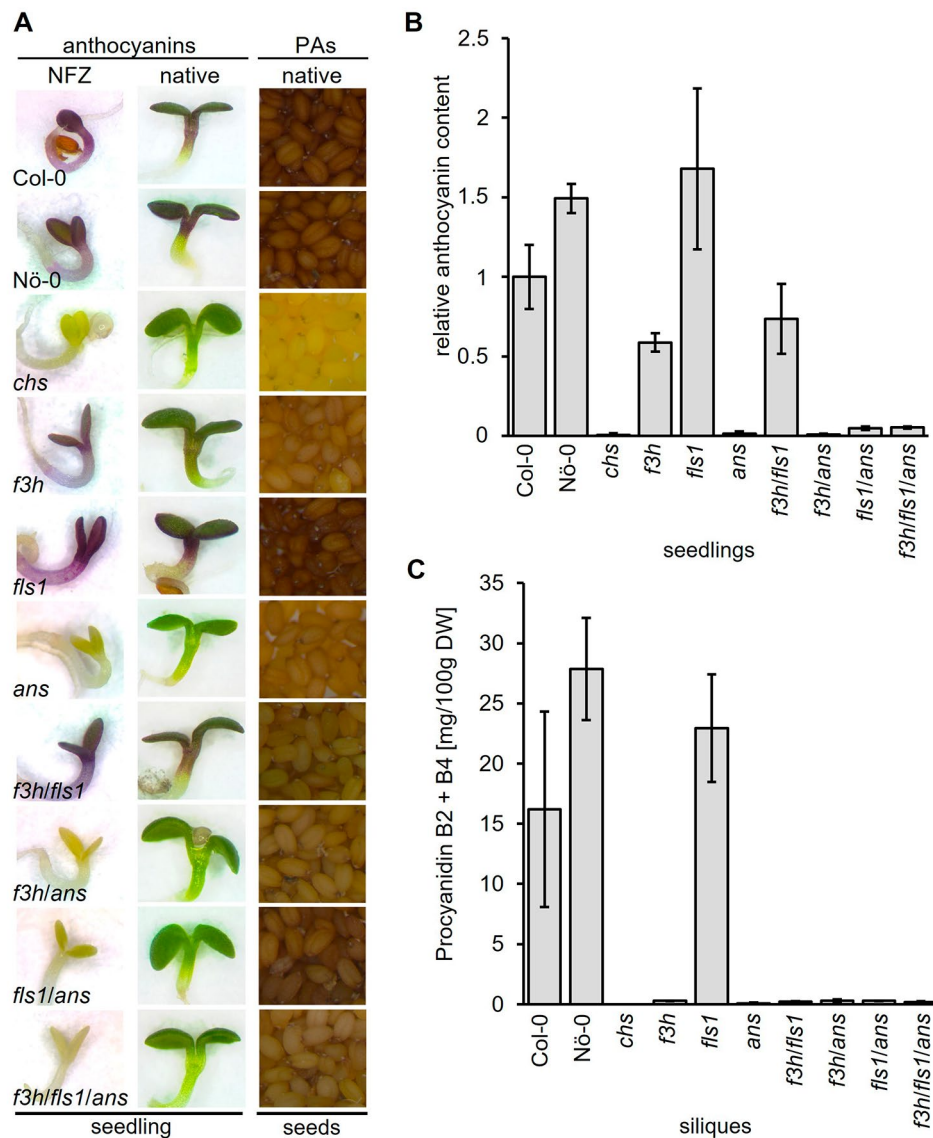 A
anthocyanins PAs
NFZ native native
Col-0
Nö-0
chs
f3h
fls1
ans
f3h/fls1
f3h/ans
fls1/ans
f3h/fls1/ans
seedling seeds
B
relative anthocyanin content
2.5
2
1.5
1
0.5
0
Col-0
Nö-0
chs
f3h
fls1
ans
f3h/fls1
f3h/ans
fls1/ans
f3h/fls1/ans
seedlings
C
Procyanidin B2 + B4 [mg/100g DW]
35
30
25
20
15
10
5
0
Col-0
Nö-0
chs
f3h
fls1
ans
f3h/fls1
f3h/ans
fls1/ans
f3h/fls1/ans
siliques